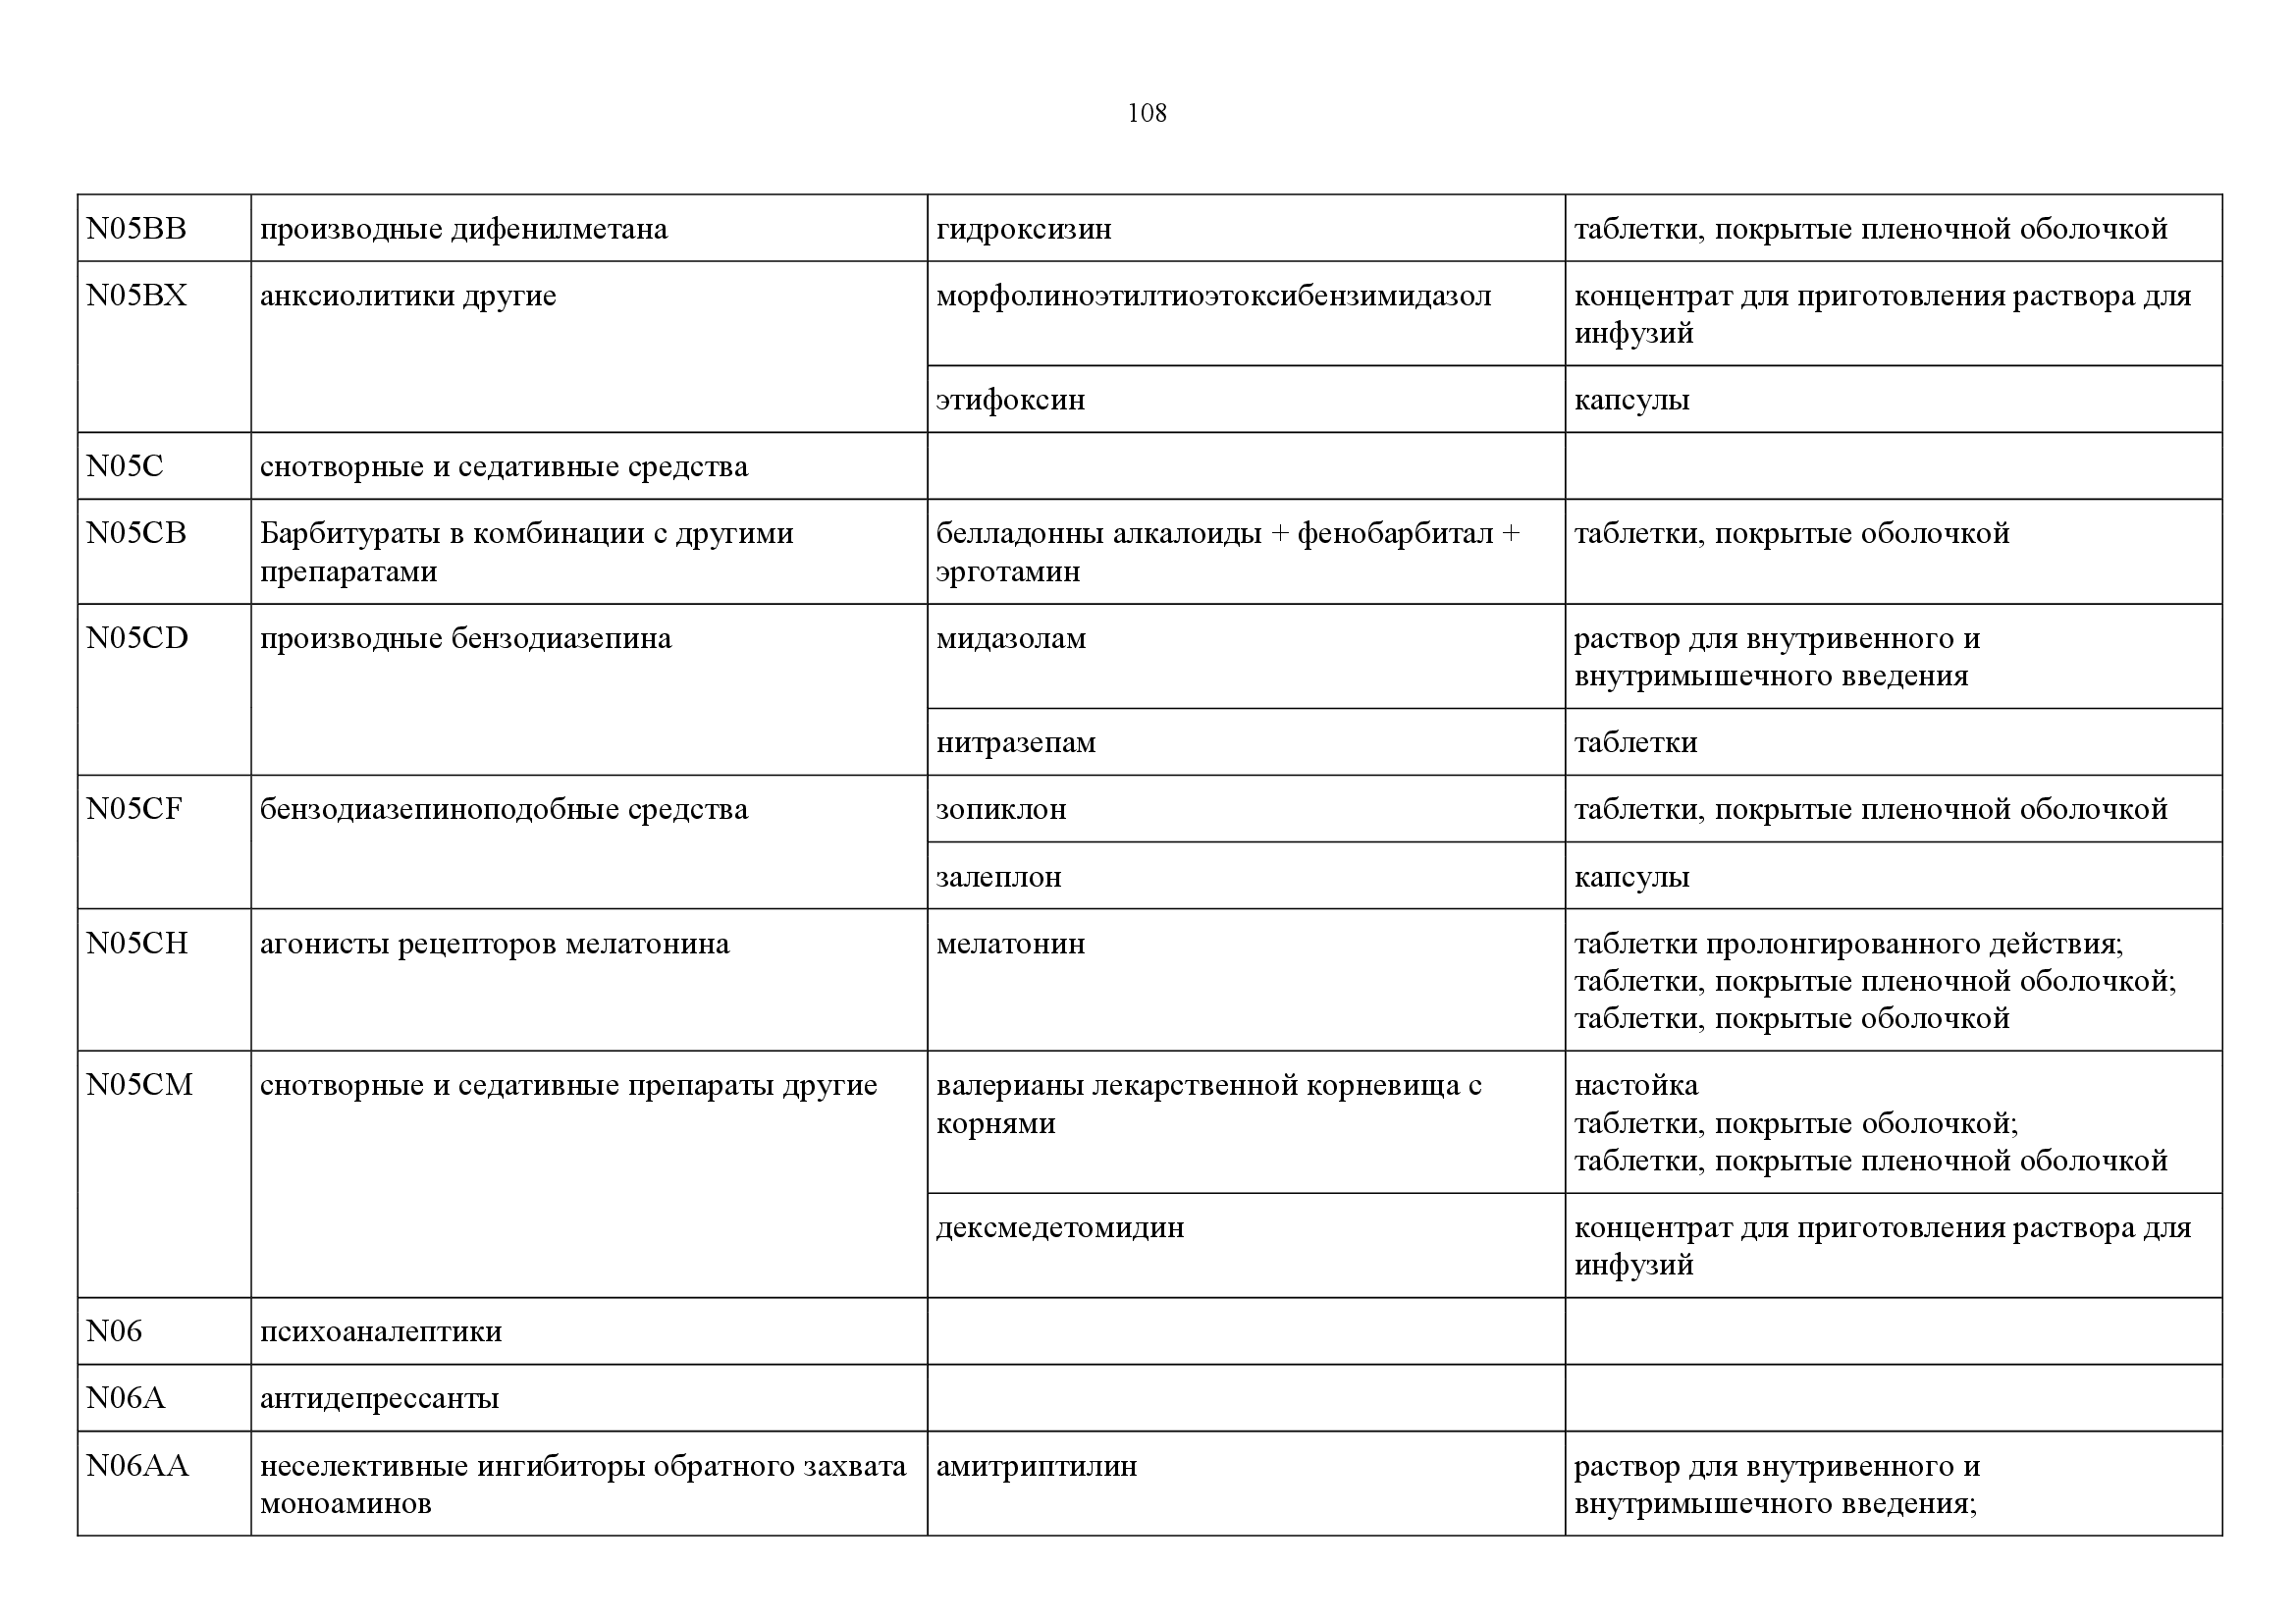 108
N05BB производные дифенилметана гидроксизин таблетки, покрытые пленочной оболочкой
N05BX анксиолитики другие морфолиноэтилтиоэтоксибензимидазол концентрат для приготовления раствора для
инфузий
этифоксин капсулы
N05C снотворные и седативные средства
N05CB Барбитураты в комбинации с другими белладонны алкалоиды + фенобарбитал + таблетки, покрытые оболочкой
препаратами эрготамин
N05CD производные бензодиазепина мидазолам раствор для внутривенного и
внутримышечного введения
нитразепам таблетки
N05CF бензодиазепиноподобные средства зопиклон таблетки, покрытые пленочной оболочкой
залеплон капсулы
N05CH агонисты рецепторов мелатонина мелатонин таблетки пролонгированного действия;
таблетки, покрытые пленочной оболочкой;
таблетки, покрытые оболочкой
N05CM снотворные и седативные препараты другие валерианы лекарственной корневища с настойка
корнями таблетки, покрытые оболочкой;
таблетки, покрытые пленочной оболочкой
дексмедетомидин концентрат для приготовления раствора для
инфузий
N06 психоаналептики
N06A антидепрессанты
N06AA неселективные ингибиторы обратного захвата амитриптилин раствор для внутривенного и
моноаминов внутримышечного введения;